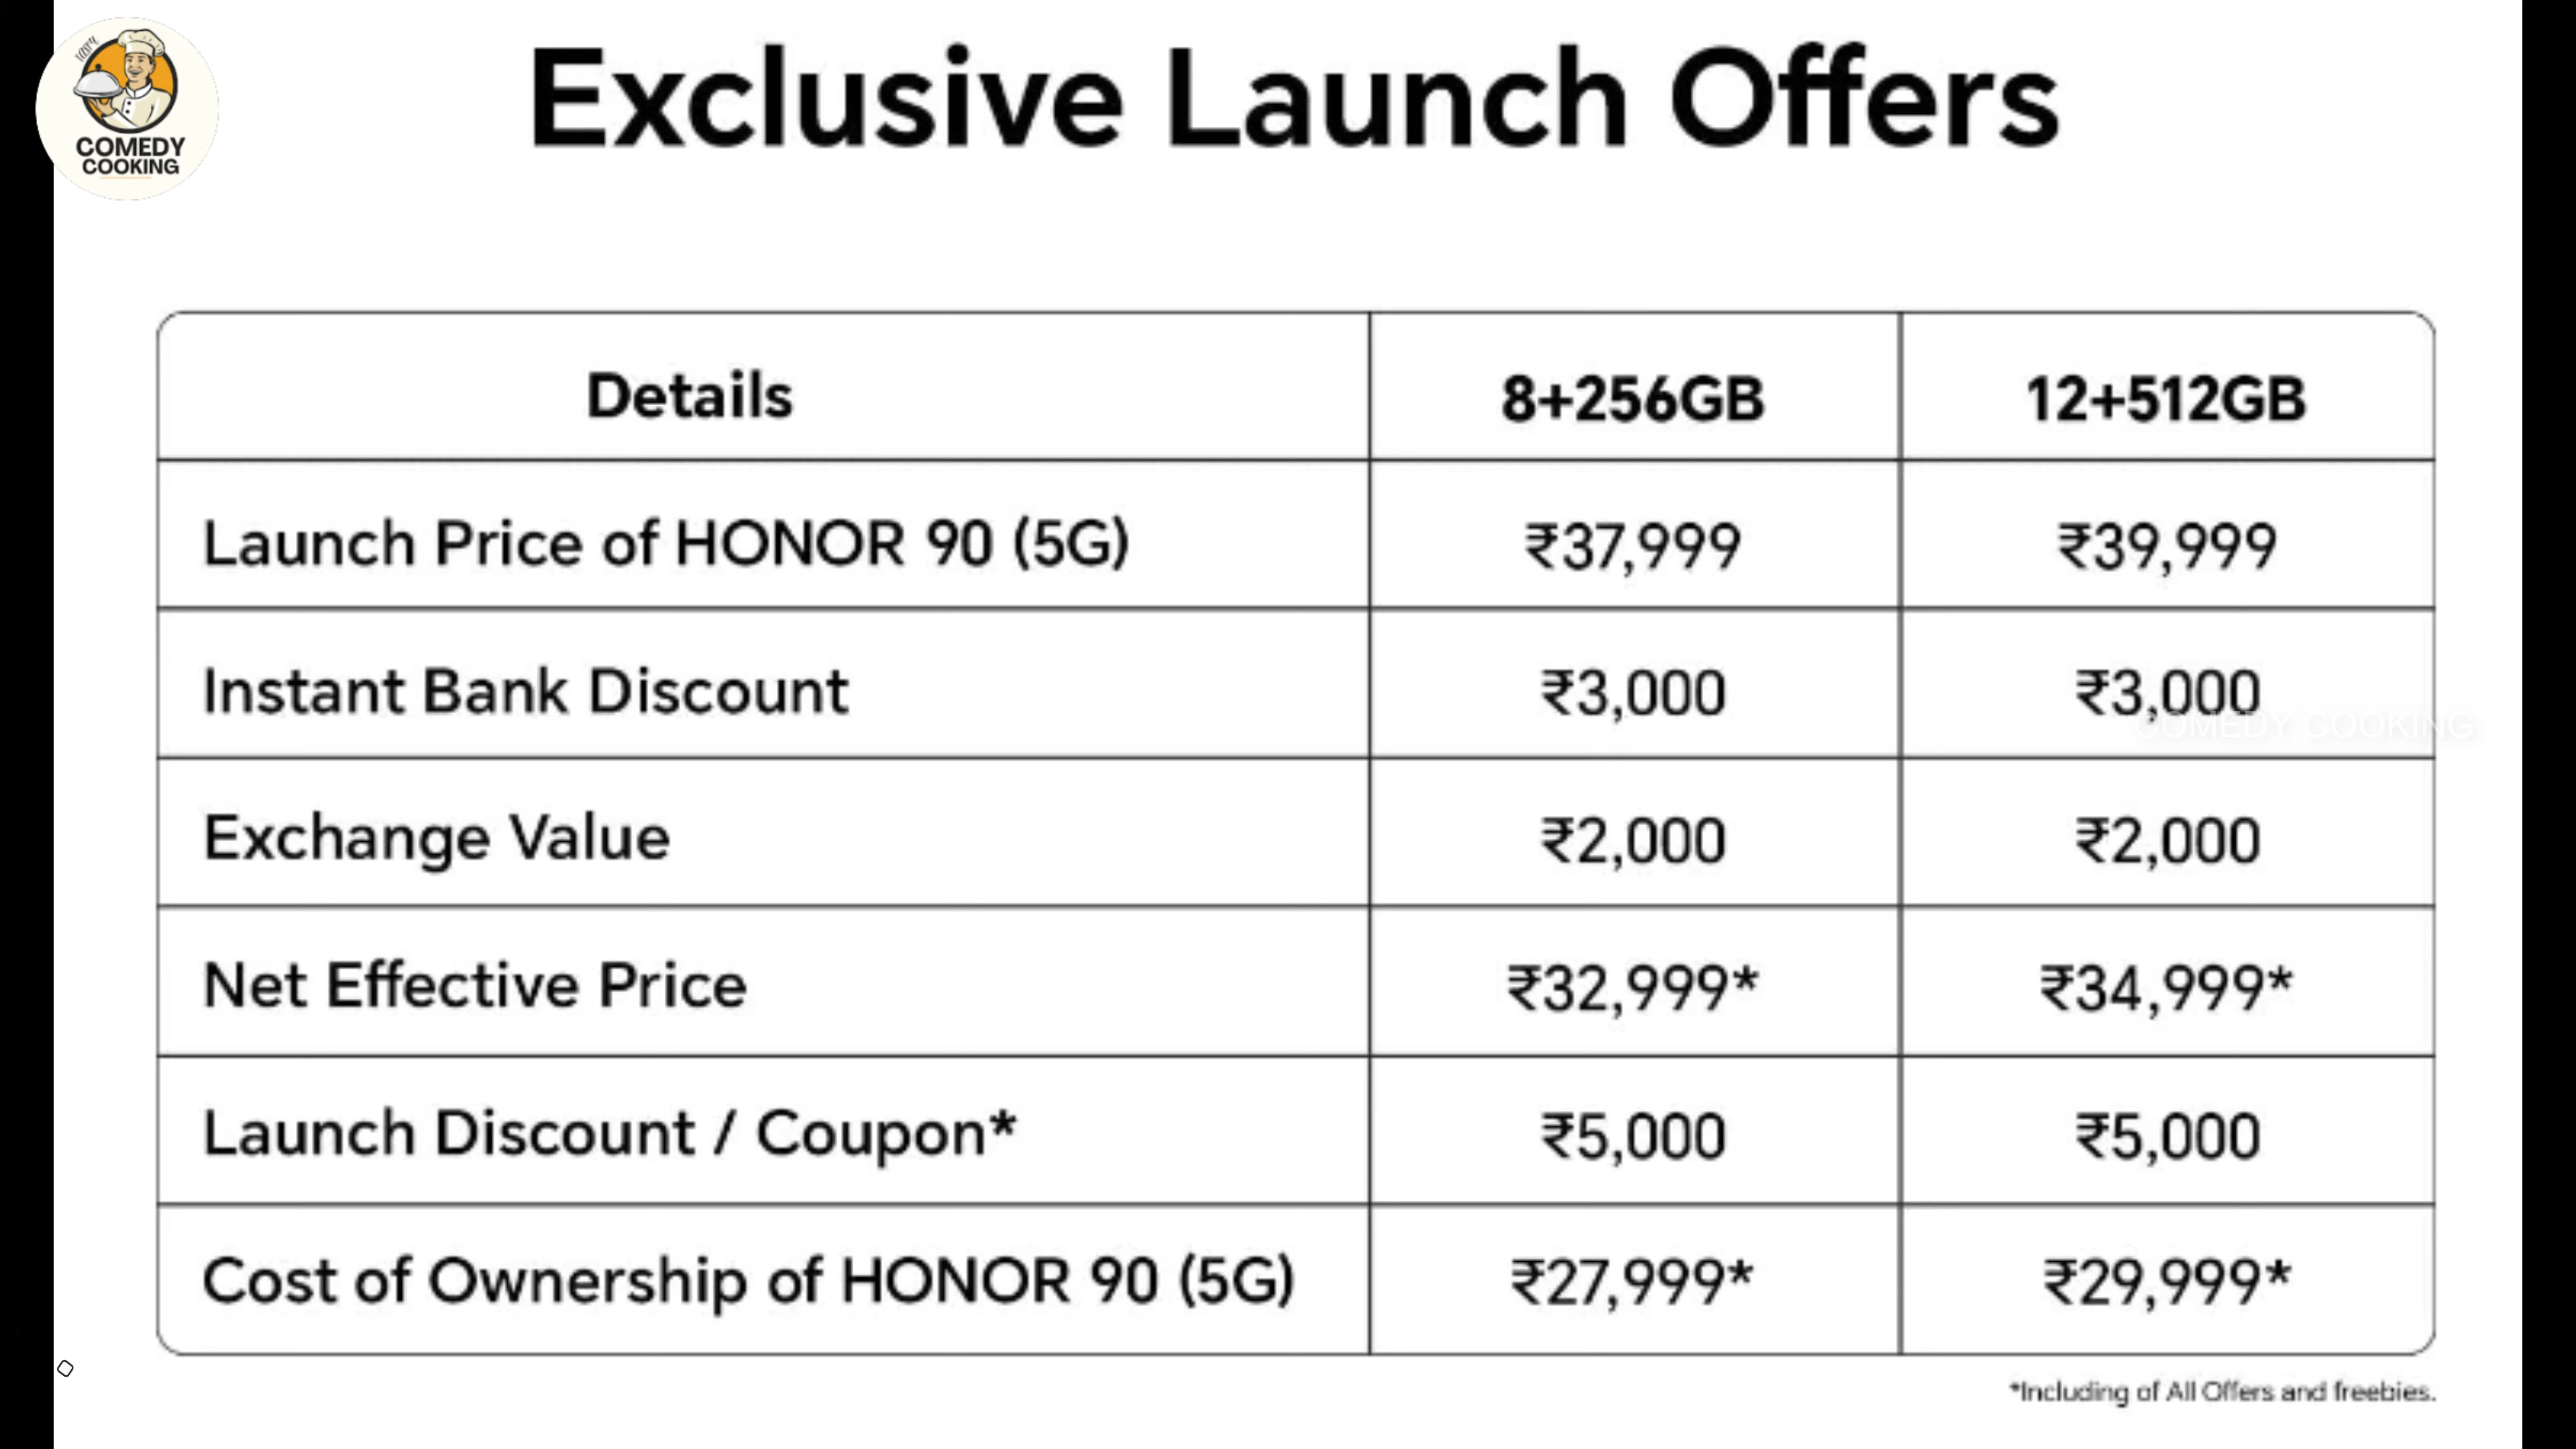 Exclusive Launch Offers
COMEDY
COOKING
Details 8+256GB 12+512GB
Launch Price of HONOR 90 (5G) ₹37,999 ₹39,999
Instant Bank Discount ₹3,000 ₹3,000
COMEDY COOKING
Exchange Value ₹2,000 ₹2,000
Net Effective Price ₹32,999* ₹34,999*
Launch Discount / Coupon* ₹5,000 ₹5,000
Cost of Ownership of HONOR 90 (5G) ₹27,999* ₹29,999*
*Including of All Offers and freebies.